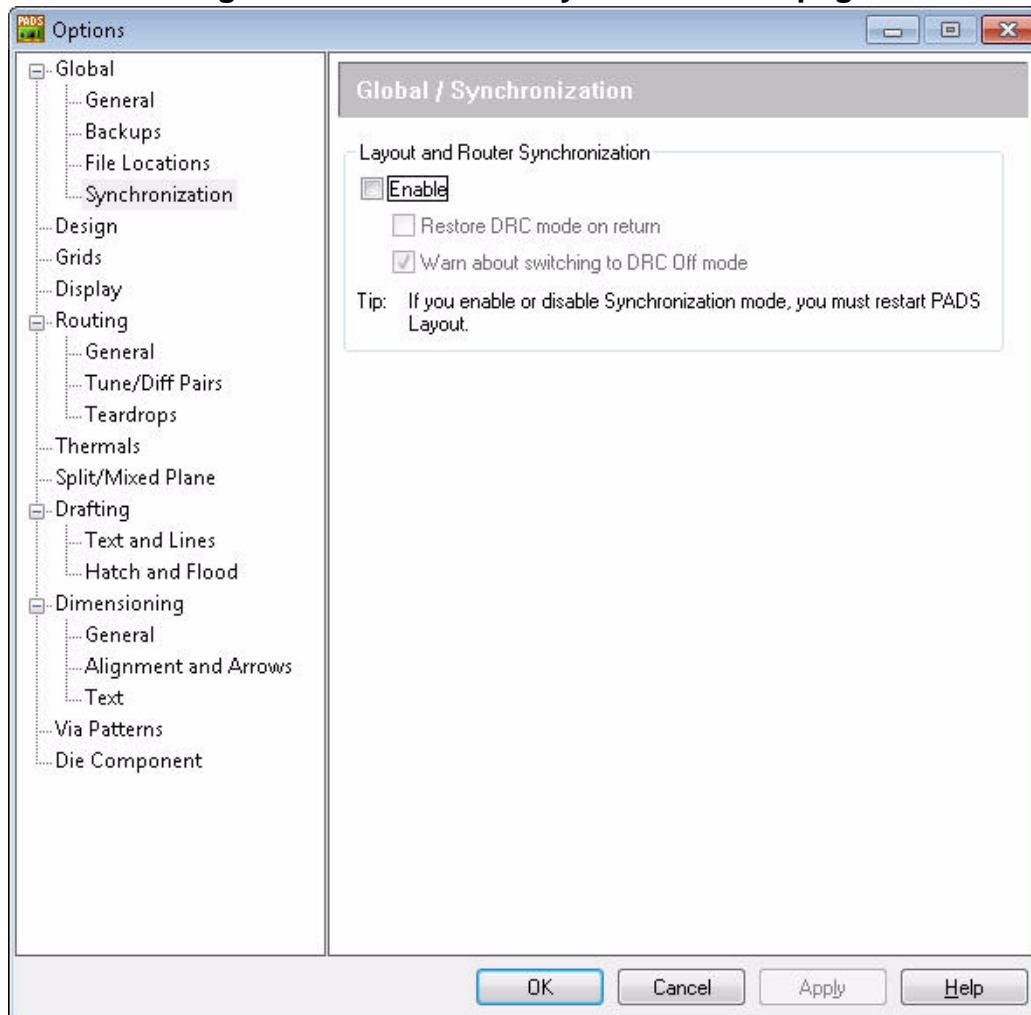 PADS
Options
Global
General
Backups
File Locations
Synchronization
Design
Grids
Display
Routing
General
Tune/Diff Pairs
Teardrops
Thermals
Split/Mixed Plane
Drafting
Text and Lines
Hatch and Flood
Dimensioning
General
Alignment and Arrows
Text
Via Patterns
Die Component
Global / Synchronization
Layout and Router Synchronization
Enable
Restore DRC mode on return
Warn about switching to DRC Off mode
Tip: If you enable or disable Synchronization mode, you must restart PADS
Layout.
OK Cancel Apply Help